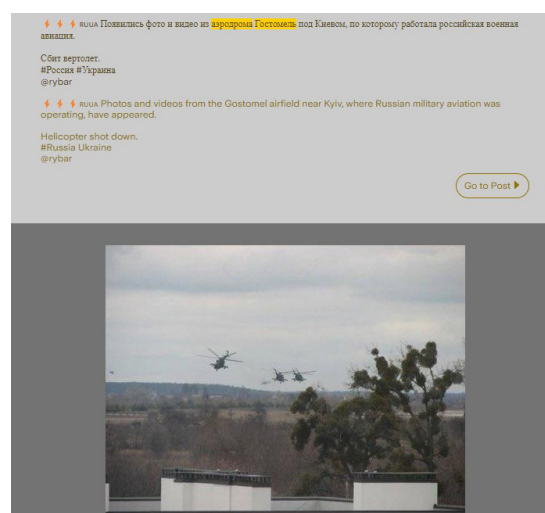 ⚡⚡⚡RUUA Появились фото и видео из аэродрома Гостомель под Киевом, по которому работала российская военная
авиация.
Сбит вертолет.
#Россия #Украина
@rybar
⚡⚡⚡RUUA Photos and videos from the Gostomel airfield near Kyiv, where Russian military aviation was
operating, have appeared.
Helicopter shot down.
#Russia Ukraine
@rybar
Go to Post